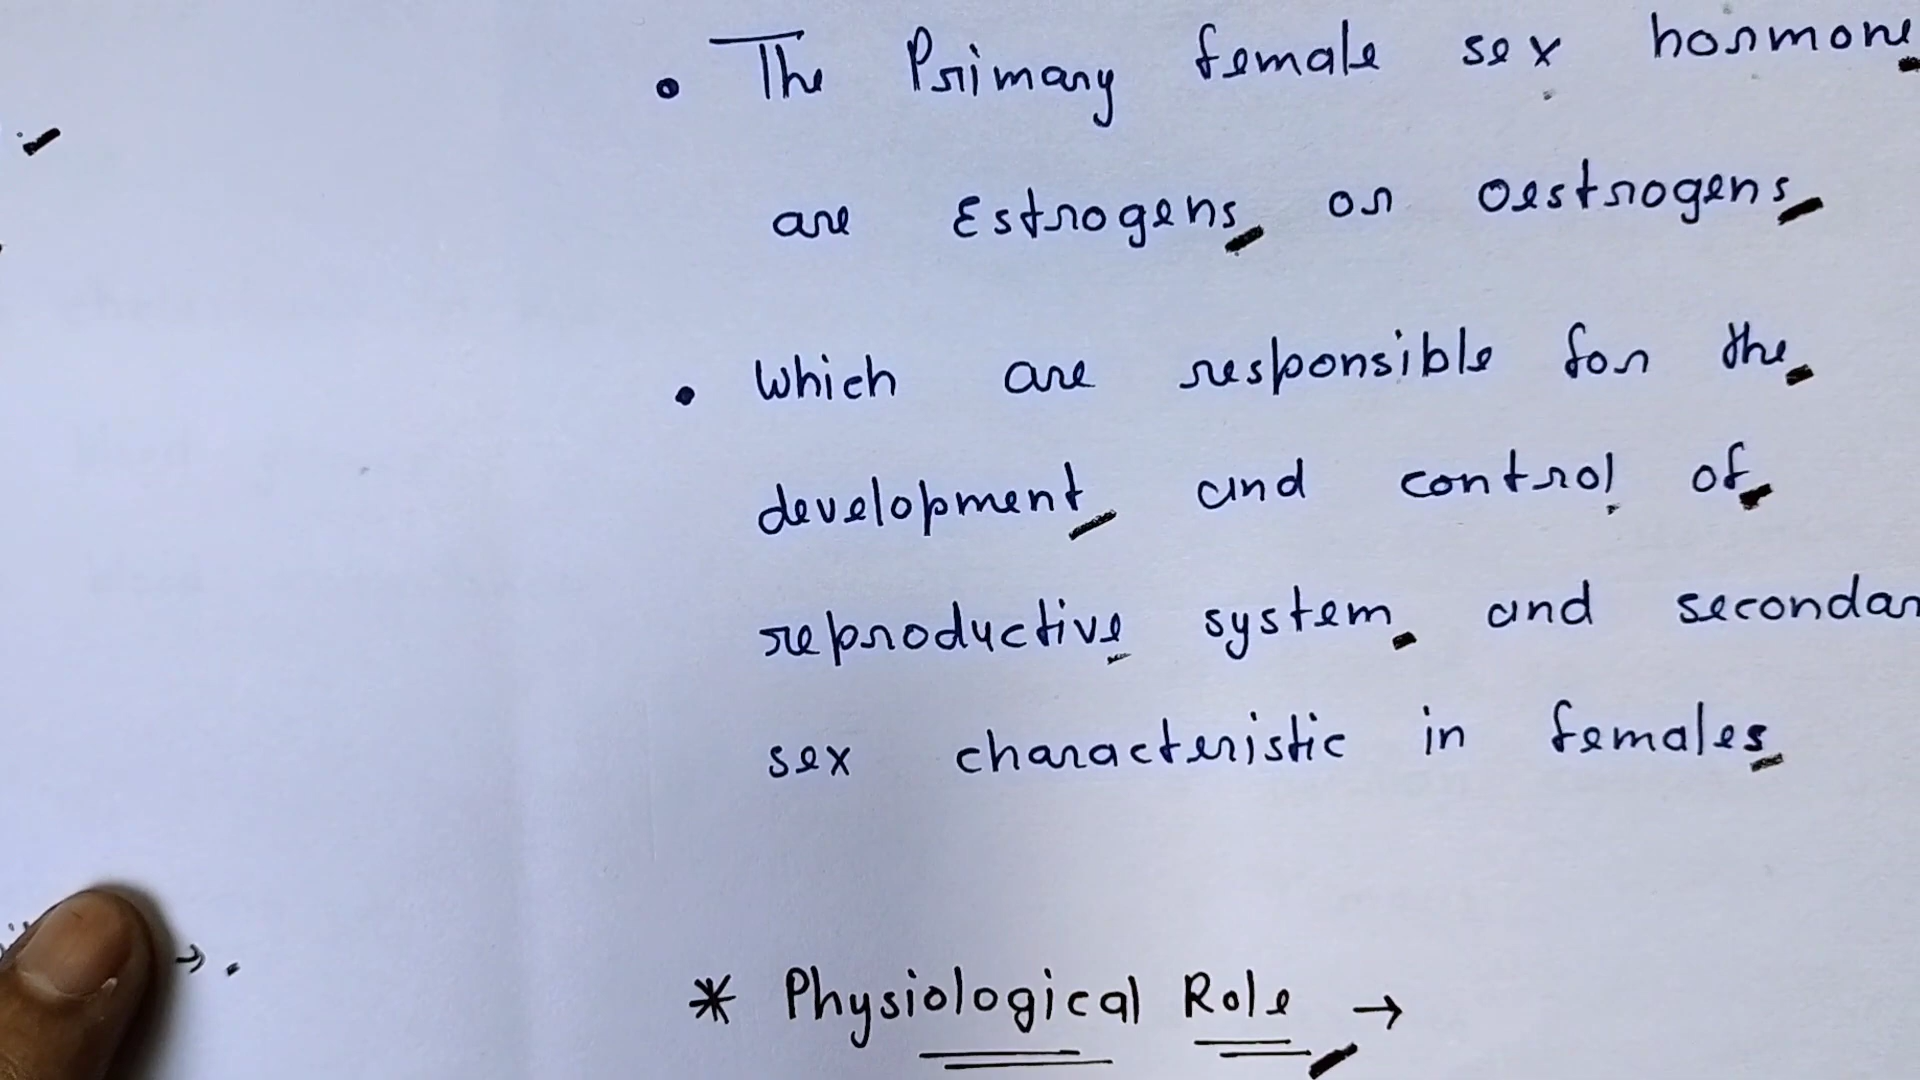 • The Primary female sex hormone
are Estrogens or oestrogens
• Which are responsible for the
development and control of
reproductive system and secondar
sex characteristic in females
* Physiological Role →
→ .